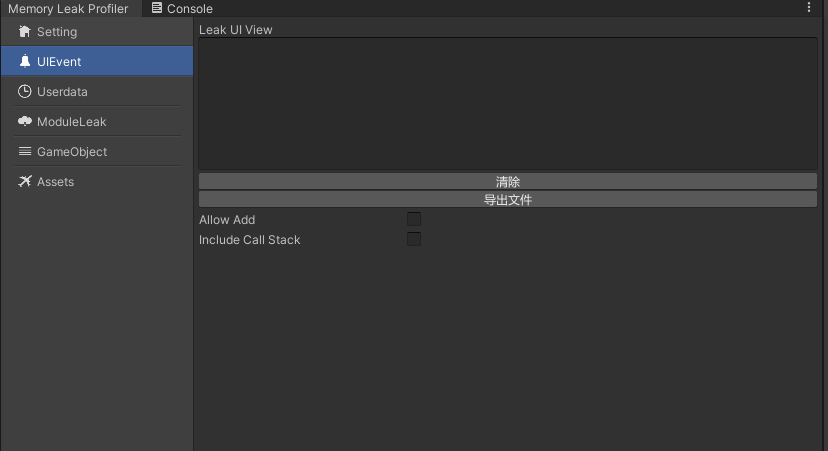 Memory Leak Profiler
Console
Setting
UIEvent
Userdata
ModuleLeak
GameObject
Assets
Leak UI View
清除
导出文件
Allow Add
Include Call Stack